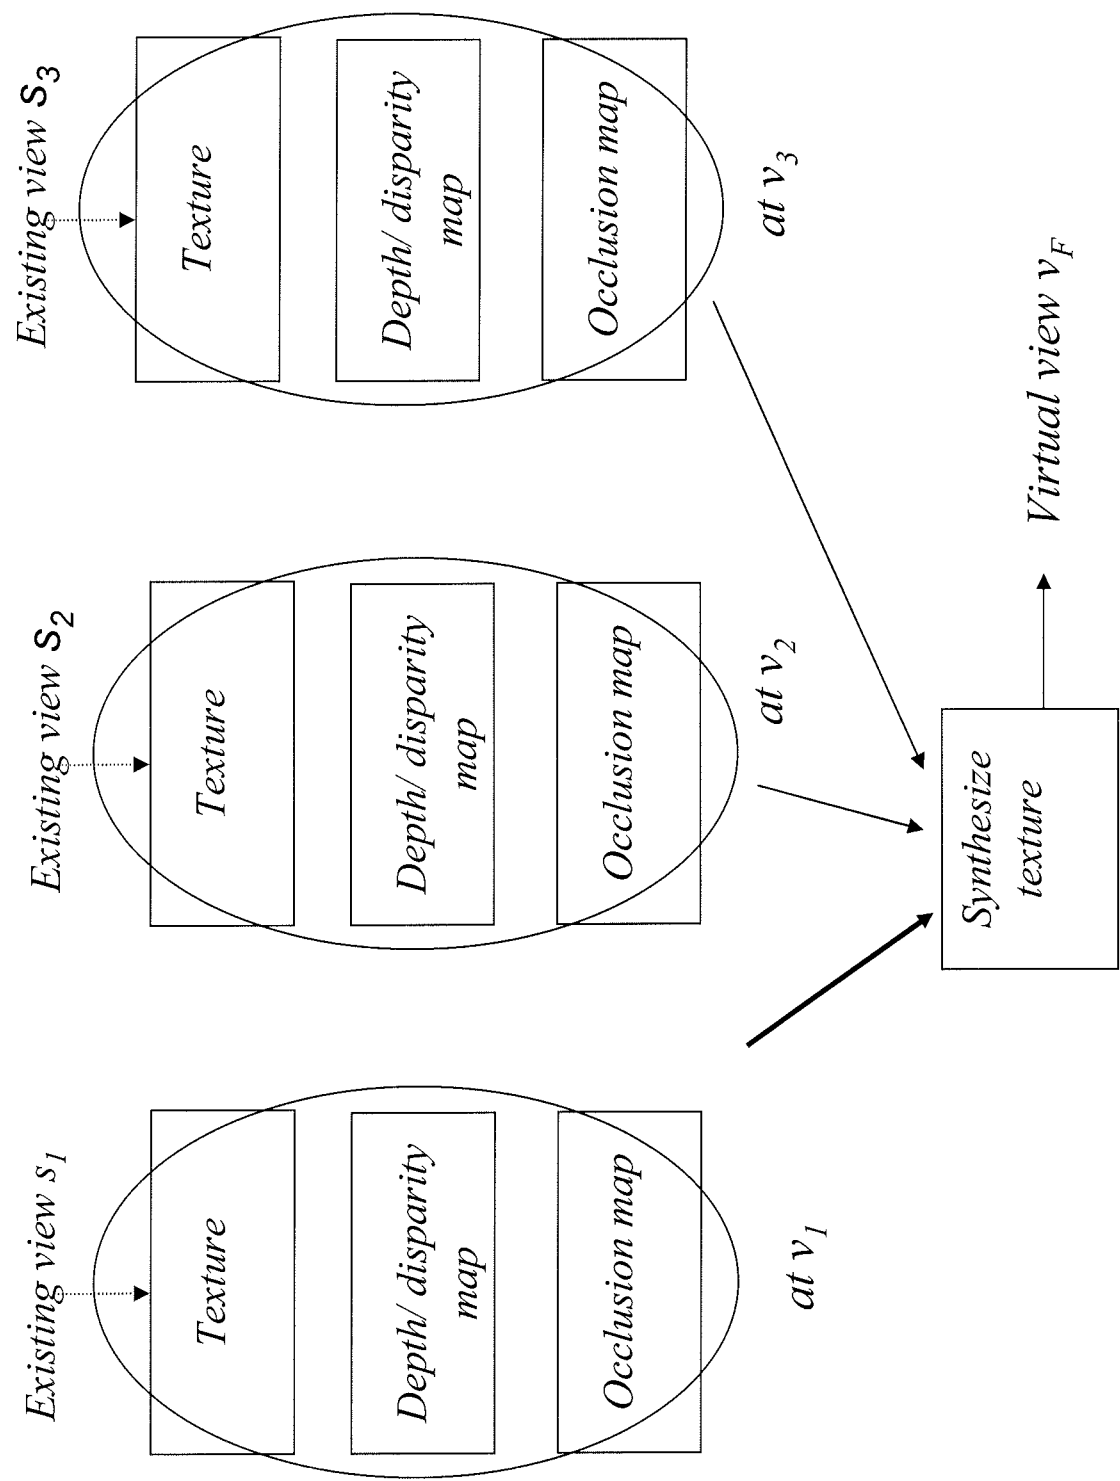 Existing view s1
Texture
Depth/ disparity
map
Occlusion map
at v1
Existing view s2
Texture
Depth/ disparity
map
Occlusion map
at v2
Existing view s3
Texture
Depth/ disparity
map
Occlusion map
at v3
Synthesize
texture
Virtual view vF